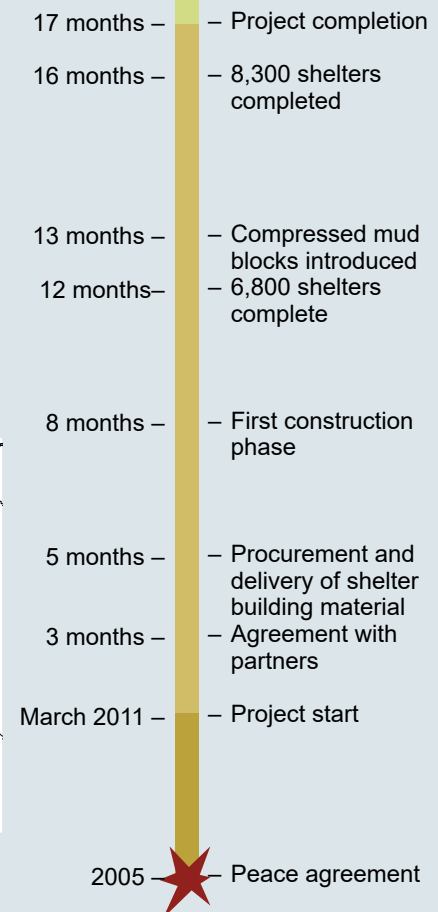 17 months – – Project completion
16 months – – 8,300 shelters
completed
13 months – – Compressed mud
blocks introduced
12 months– – 6,800 shelters
complete
8 months – – First construction
phase
5 months – – Procurement and
delivery of shelter
building material
3 months – – Agreement with
partners
March 2011 – – Project start
2005 – – Peace agreement